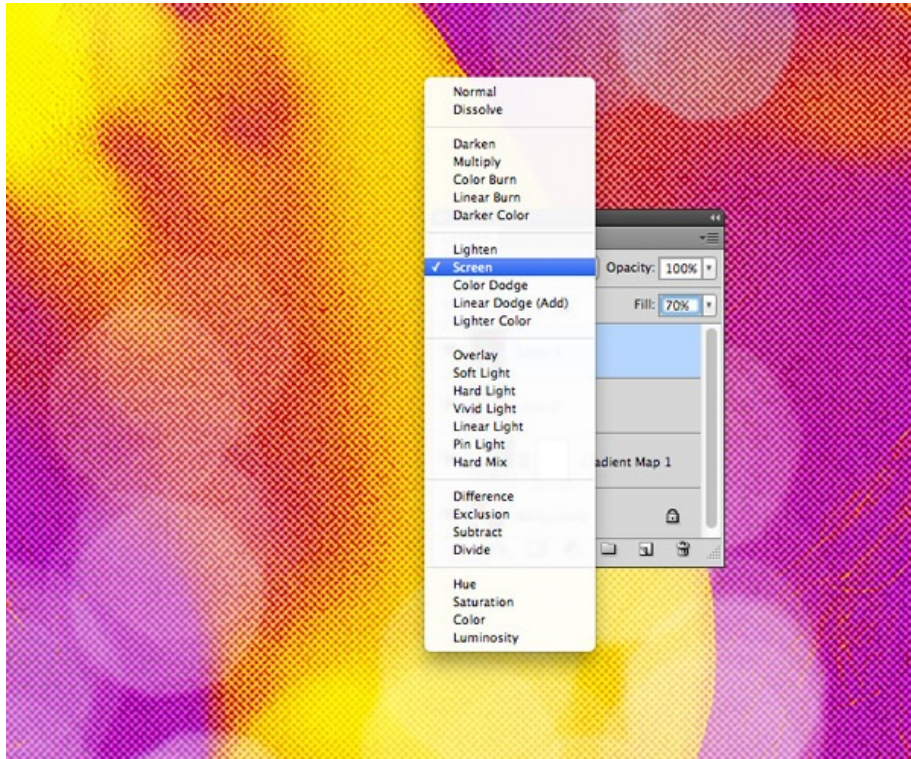 Normal
Dissolve
Darken
Multiply
Color Burn
Linear Burn
Darker Color
Lighten
✓ Screen
Color Dodge
Linear Dodge (Add)
Lighter Color
Overlay
Soft Light
Hard Light
Vivid Light
Linear Light
Pin Light
Hard Mix
Difference
Exclusion
Subtract
Divide
Hue
Saturation
Color
Luminosity
Opacity: 100%
Fill: 70%
adient Map 1